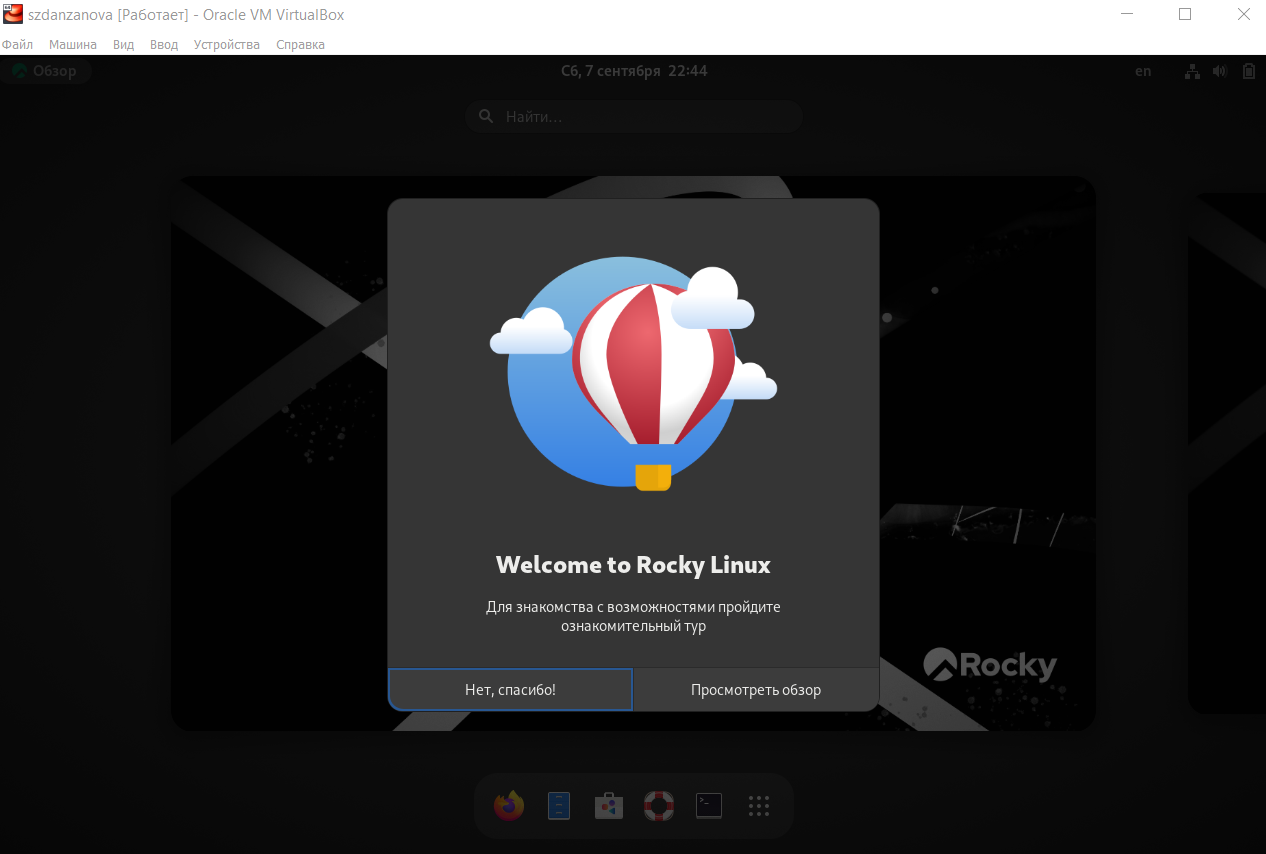 szdanzanova [Работает] - Oracle VM VirtualBox
Файл Машина Вид Ввод Устройства Справка
Обзор
Сб, 7 сентября 22:44
en
Найти...
Welcome to Rocky Linux
Для знакомства с возможностями пройдите
ознакомительный тур
Rocky
Нет, спасибо!
Просмотреть обзор